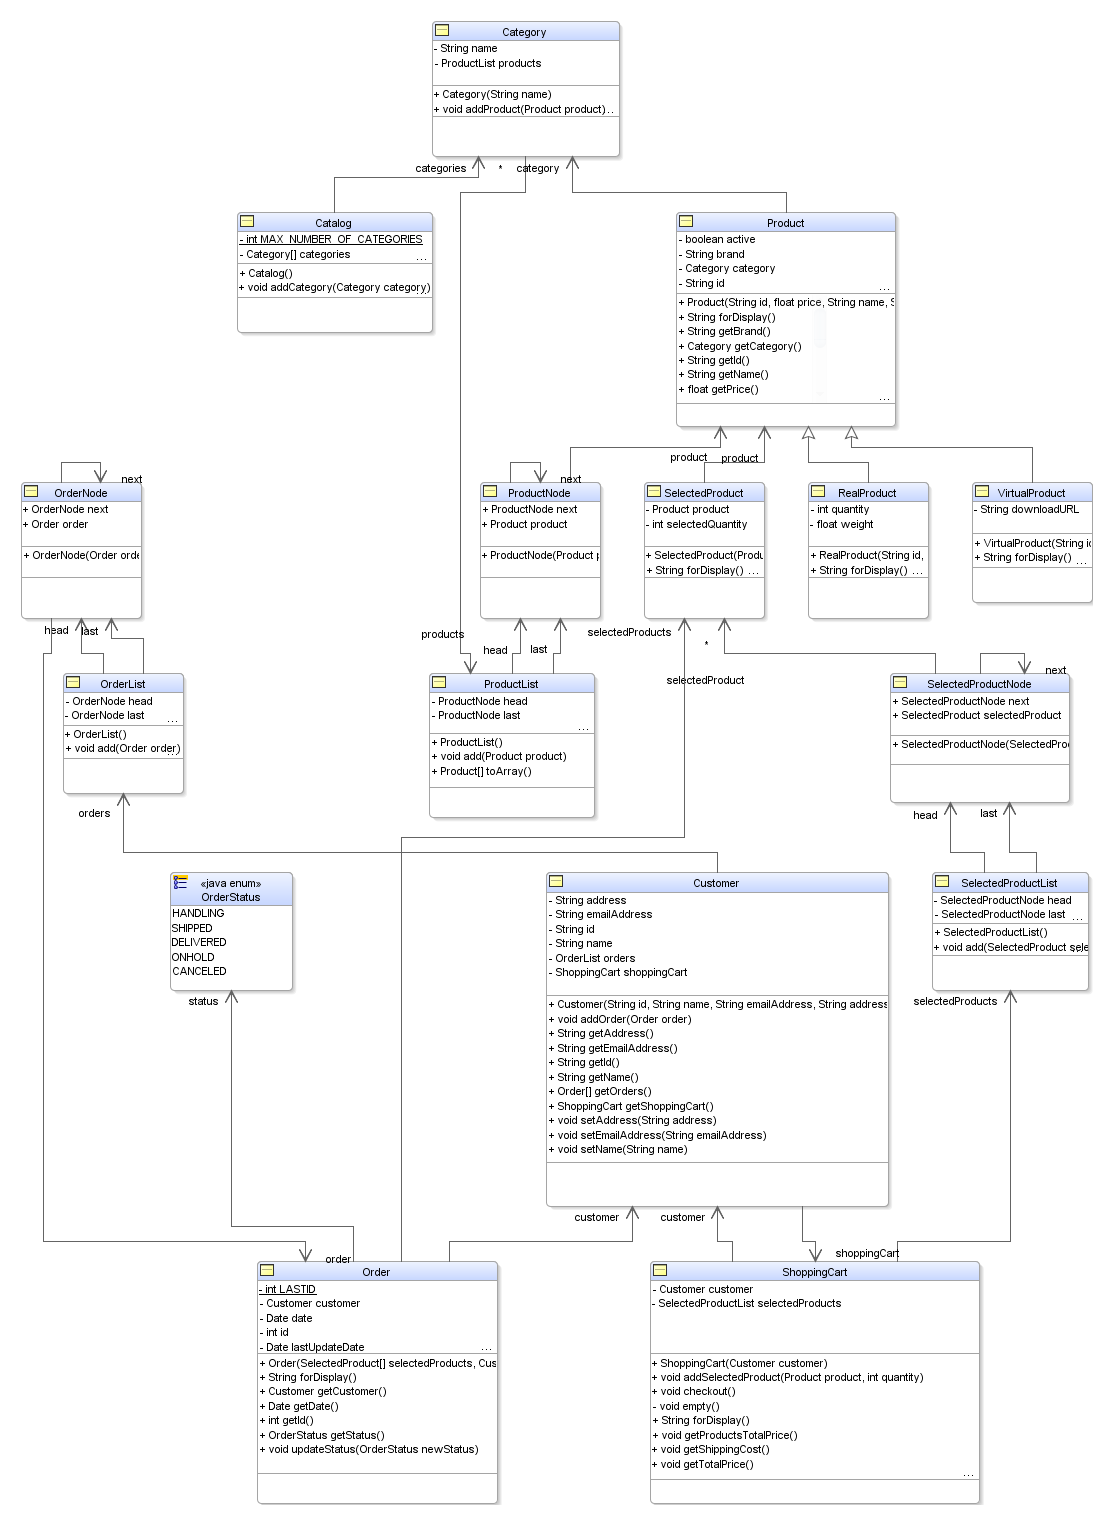 Category
- String name
- ProductList products
+ Category(String name)
+ void addProduct(Product product)...
categories
*
category
Catalog
- int MAX_NUMBER_OF_CATEGORIES
- Category[] categories
...
+ Catalog()
+ void addCategory(Category category)
Product
- boolean active
- String brand
- Category category
- String id
...
+ Product(String id, float price, String name, S
+ String forDisplay()
+ String getBrand()
+ Category getCategory()
+ String getId()
+ String getName()
+ float getPrice()
...
product
product
next
OrderNode
+ OrderNode next
+ Order order
+ OrderNode(Order orde
next
ProductNode
+ ProductNode next
+ Product product
+ ProductNode(Product p
SelectedProduct
- Product product
- int selectedQuantity
+ SelectedProduct(Produ
+ String forDisplay() ...
RealProduct
- int quantity
- float weight
+ RealProduct(String id,
+ String forDisplay() ...
VirtualProduct
- String downloadURL
+ VirtualProduct(String id
+ String forDisplay() ...
head
last
products
head
last
selectedProducts
*
selectedProduct
next
OrderList
- OrderNode head
- OrderNode last
...
+ OrderList()
+ void add(Order order)
...
ProductList
- ProductNode head
- ProductNode last
...
+ ProductList()
+ void add(Product product)
+ Product[] toArray()
SelectedProductNode
+ SelectedProductNode next
+ SelectedProduct selectedProduct
+ SelectedProductNode(SelectedPro
orders
head
last
«java enum»
OrderStatus
HANDLING
SHIPPED
DELIVERED
ONHOLD
CANCELED
status
Customer
- String address
- String emailAddress
- String id
- String name
- OrderList orders
- ShoppingCart shoppingCart
+ Customer(String id, String name, String emailAddress, String address
+ void addOrder(Order order)
+ String getAddress()
+ String getEmailAddress()
+ String getId()
+ String getName()
+ Order[] getOrders()
+ ShoppingCart getShoppingCart()
+ void setAddress(String address)
+ void setEmailAddress(String emailAddress)
+ void setName(String name)
SelectedProductList
- SelectedProductNode head
- SelectedProductNode last ...
+ SelectedProductList()
+ void add(SelectedProduct sele
selectedProducts
customer
customer
shoppingCart
order
Order
- int LASTID
- Customer customer
- Date date
- int id
- Date lastUpdateDate
...
+ Order(SelectedProduct[] selectedProducts, Cus
+ String forDisplay()
+ Customer getCustomer()
+ Date getDate()
+ int getId()
+ OrderStatus getStatus()
+ void updateStatus(OrderStatus newStatus)
ShoppingCart
- Customer customer
- SelectedProductList selectedProducts
+ ShoppingCart(Customer customer)
+ void addSelectedProduct(Product product, int quantity)
+ void checkout()
- void empty()
+ String forDisplay()
+ void getProductsTotalPrice()
+ void getShippingCost()
+ void getTotalPrice()
...